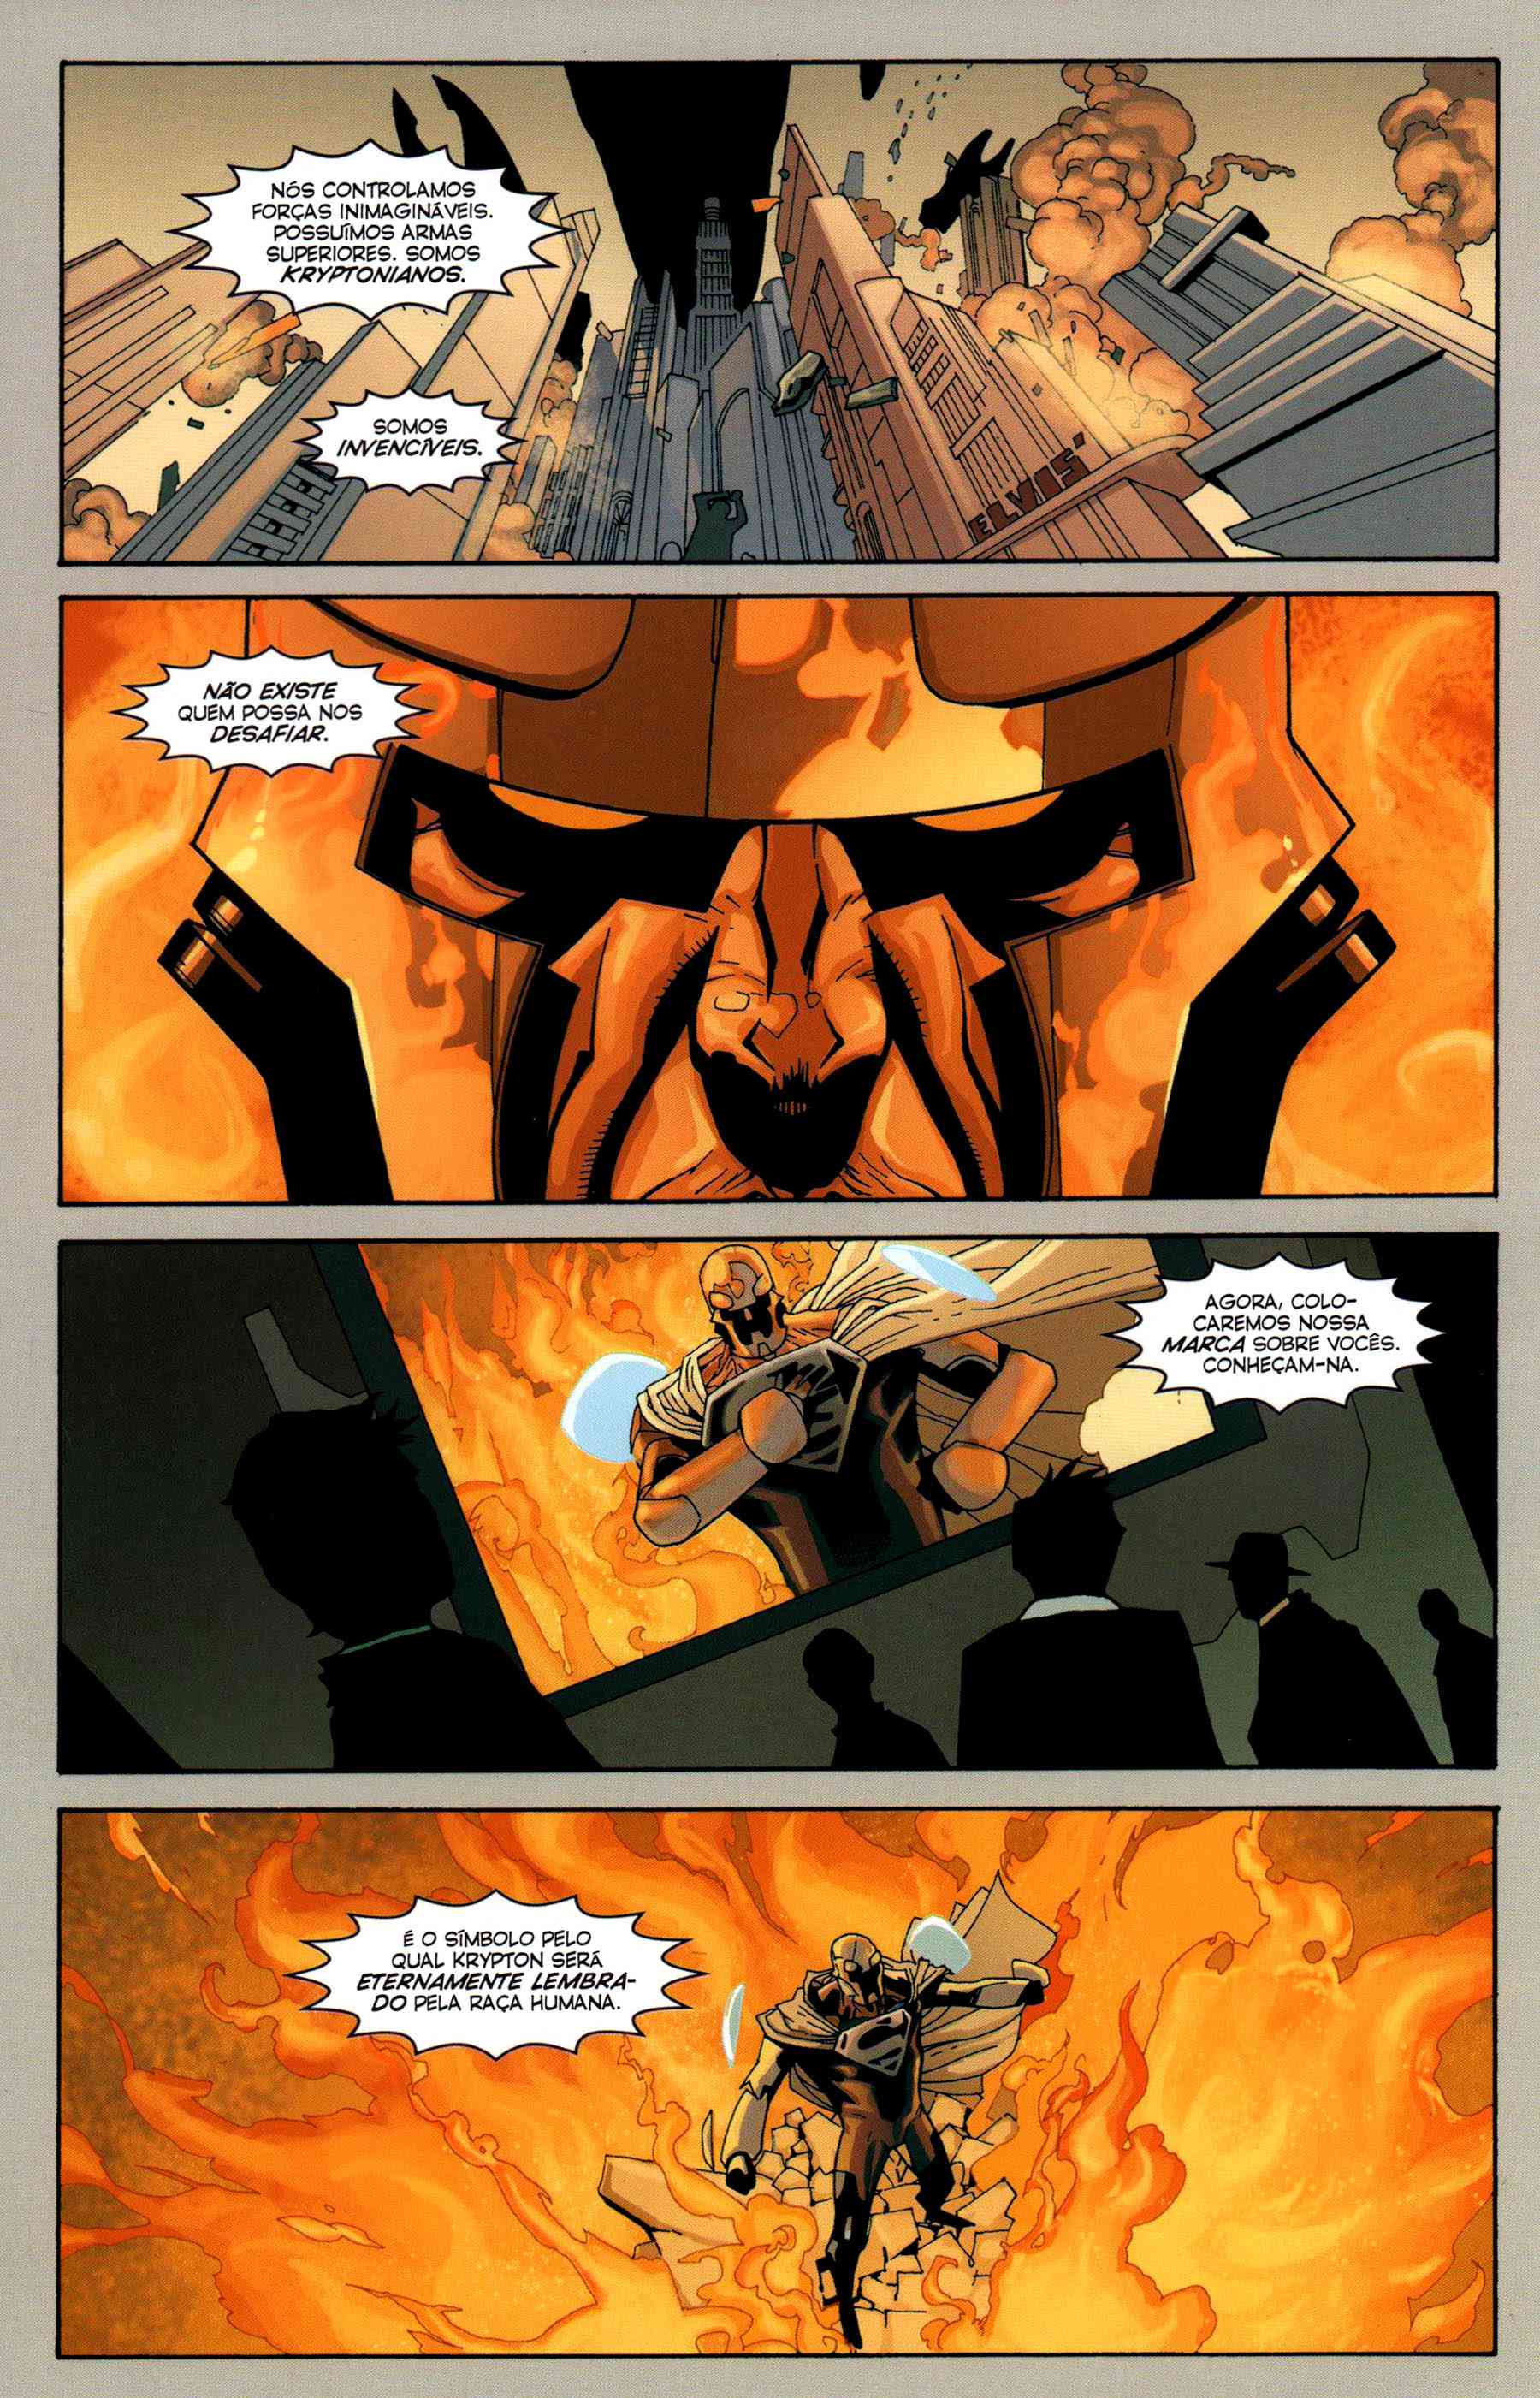 NÓS CONTROLAMOS
FORÇAS INIMAGINÁVEIS.
POSSUÍMOS ARMAS
SUPERIORES. SOMOS
KRYPTONIANOS.
SOMOS
INVENCÍVEIS.
ELVIS'
NÃO EXISTE
QUEM POSSA NOS
DESAFIAR.
AGORA, COLO-
CAREMOS NOSSA
MARCA SOBRE VOCÊS.
CONHEÇAM-NA.
É O SÍMBOLO PELO
QUAL KRYPTON SERÁ
ETERNAMENTE LEMBRA-
DO PELA RAÇA HUMANA.